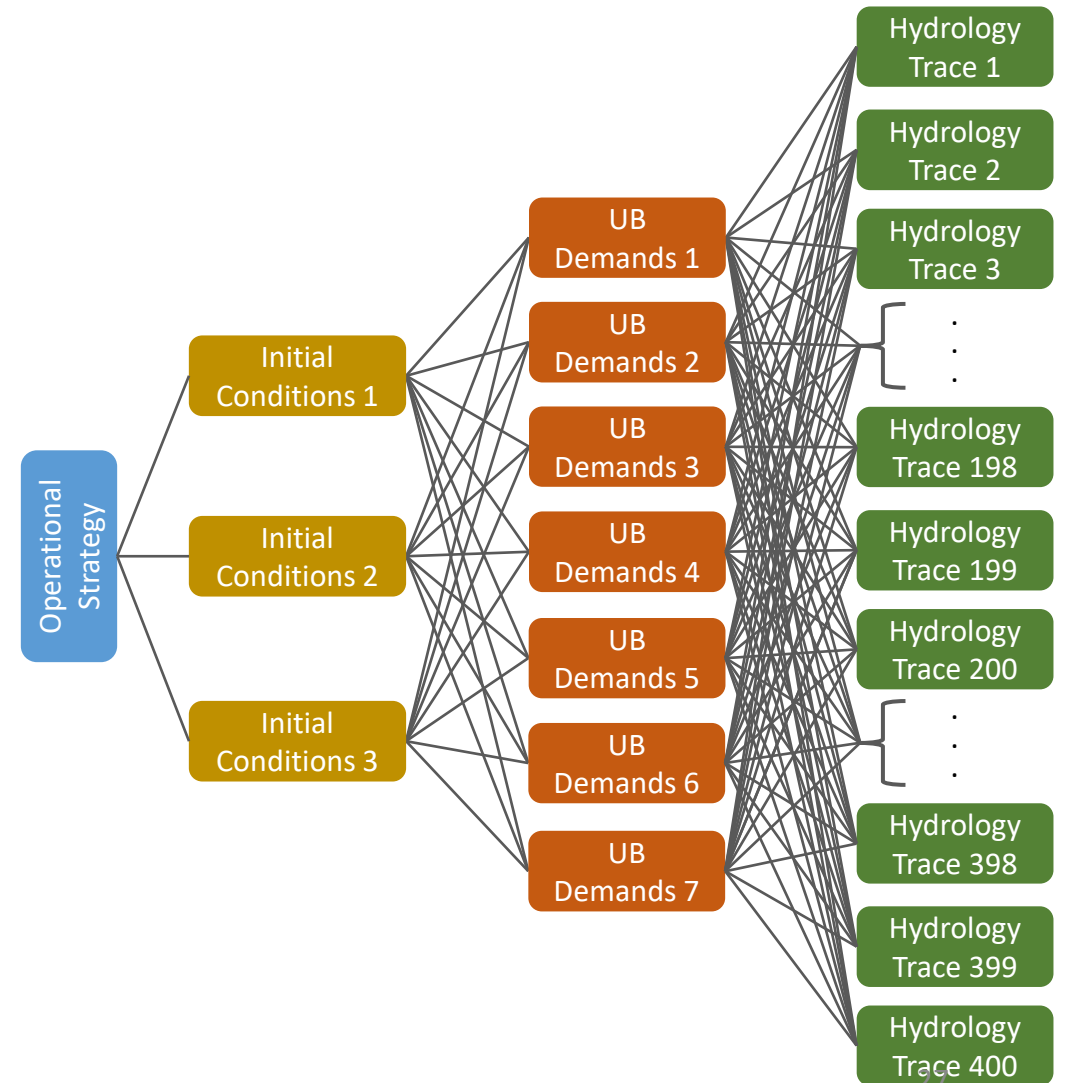 Operational
Strategy
Initial
Conditions 1
Initial
Conditions 2
Initial
Conditions 3
UB
Demands 1
UB
Demands 2
UB
Demands 3
UB
Demands 4
UB
Demands 5
UB
Demands 6
UB
Demands 7
Hydrology
Trace 1
Hydrology
Trace 2
Hydrology
Trace 3
.
.
.
Hydrology
Trace 198
Hydrology
Trace 199
Hydrology
Trace 200
.
.
.
Hydrology
Trace 398
Hydrology
Trace 399
Hydrology
Trace 400